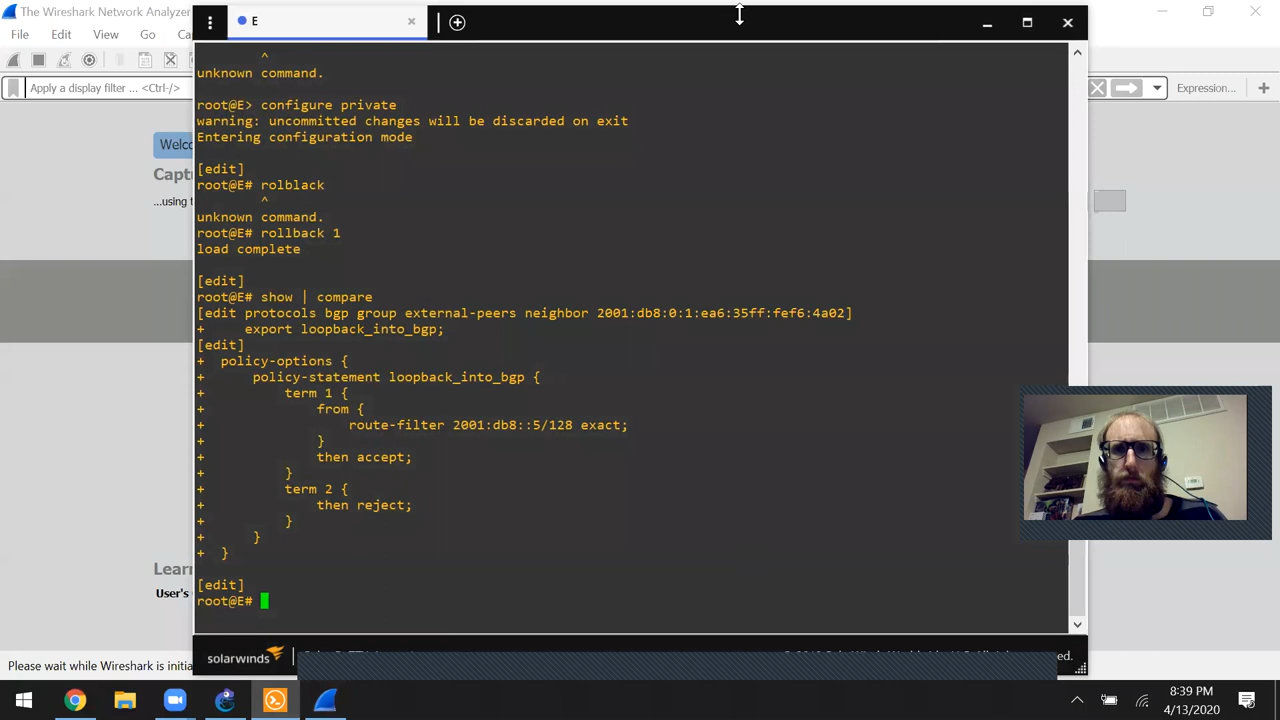 The Wireshark Network Analyzer
E
File Edit View Go Ca
^
unknown command.
Apply a display filter ... <Ctrl-/>
Expression...
root@E> configure private
warning: uncommitted changes will be discarded on exit
Entering configuration mode
Welco
[edit]
Captu
root@E# rolblack
...using t
^
unknown command.
root@E# rollback 1
load complete
[edit]
root@E# show | compare
[edit protocols bgp group external-peers neighbor 2001:db8:0:1:ea6:35ff:fef6:4a02]
+ export loopback_into_bgp;
[edit]
+ policy-options {
+ policy-statement loopback_into_bgp {
+ term 1 {
+ from {
+ route-filter 2001:db8::5/128 exact;
+ }
+ then accept;
+ }
+ term 2 {
+ then reject;
+ }
+ }
+ }
Learn
[edit]
User's
root@E#
solarwinds
Please wait while Wireshark is initia
8:39 PM
4/13/2020